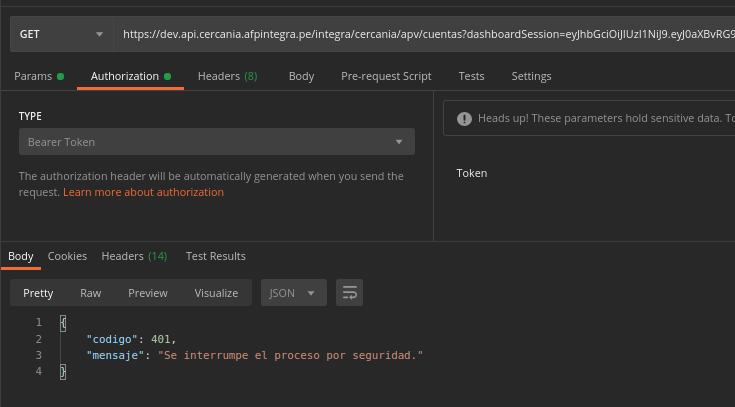 GET https://dev.api.cercania.afpintegra.pe/integra/cercania/apv/cuentas?dashboardSession=eyJhbGciOiJIUzI1NiJ9.eyJ0aXBvRG9
Params Authorization Headers (8) Body Pre-request Script Tests Settings
TYPE
Bearer Token
The authorization header will be automatically generated when you send the
request. Learn more about authorization
Heads up! These parameters hold sensitive data. To
Token
Body Cookies Headers (14) Test Results
Pretty Raw Preview Visualize JSON
1 {
2 "codigo": 401,
3 "mensaje": "Se interrumpe el proceso por seguridad."
4 }